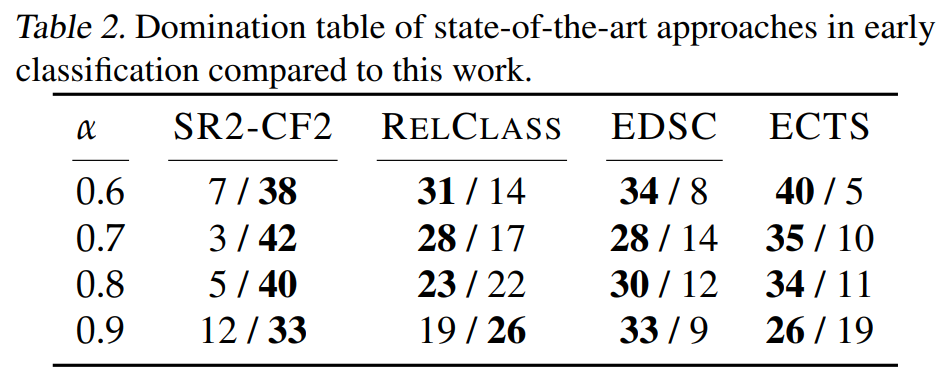 Table 2. Domination table of state-of-the-art approaches in early
classification compared to this work.
α SR2-CF2 RELCLASS EDSC ECTS
0.6 7 / 38 31 / 14 34 / 8 40 / 5
0.7 3 / 42 28 / 17 28 / 14 35 / 10
0.8 5 / 40 23 / 22 30 / 12 34 / 11
0.9 12 / 33 19 / 26 33 / 9 26 / 19